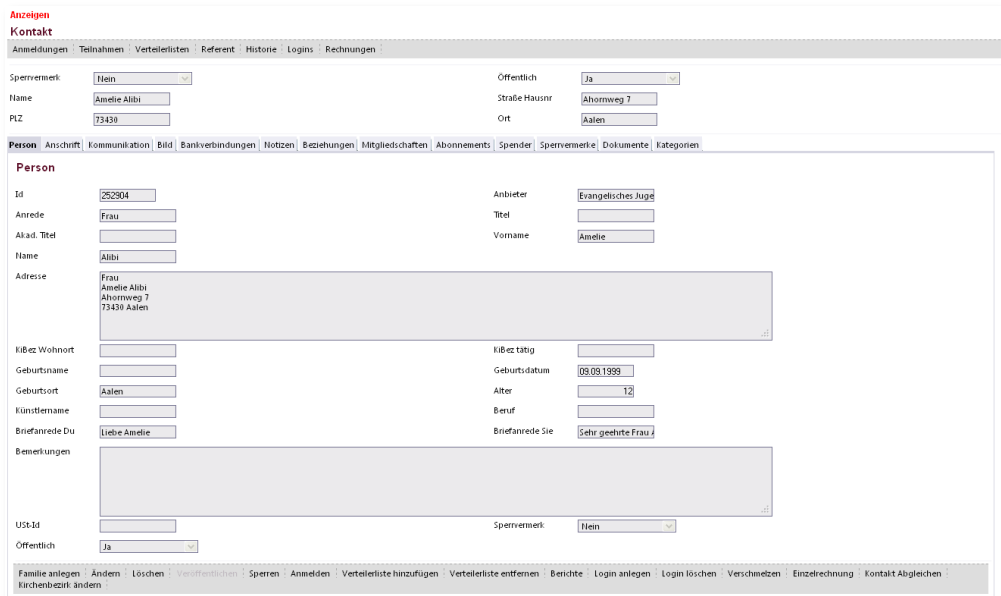 Anzeigen
Kontakt
Anmeldungen Teilnahmen Verteilerlisten Referent Historie Logins Rechnungen
Sperrvermerk Nein Öffentlich Ja
Name Amelie Alibi Straße Hausnr Ahornweg 7
PLZ 73430 Ort Aalen
Person Anschrift Kommunikation Bild Bankverbindungen Notizen Beziehungen Mitgliedschaften Abonnements Spender Sperrvermerke Dokumente Kategorien
Person
Id 252904 Anbieter Evangelisches Juge
Anrede Frau Titel
Akad. Titel Vorname Amelie
Name Alibi
Adresse Frau
Amelie Alibi
Ahornweg 7
73430 Aalen
KiBez Wohnort KiBez tätig
Geburtsname Geburtsdatum 09.09.1999
Geburtsort Aalen Alter 12
Künstlername Beruf
Briefanrede Du Liebe Amelie Briefanrede Sie Sehr geehrte Frau A
Bemerkungen
USt-Id Sperrvermerk Nein
Öffentlich Ja
Familie anlegen Ändern Löschen Veröffentlichen Sperren Anmelden Verteilerliste hinzufügen Verteilerliste entfernen Berichte Login anlegen Login löschen Verschmelzen Einzelrechnung Kontakt Abgleichen
Kirchenbezirk ändern